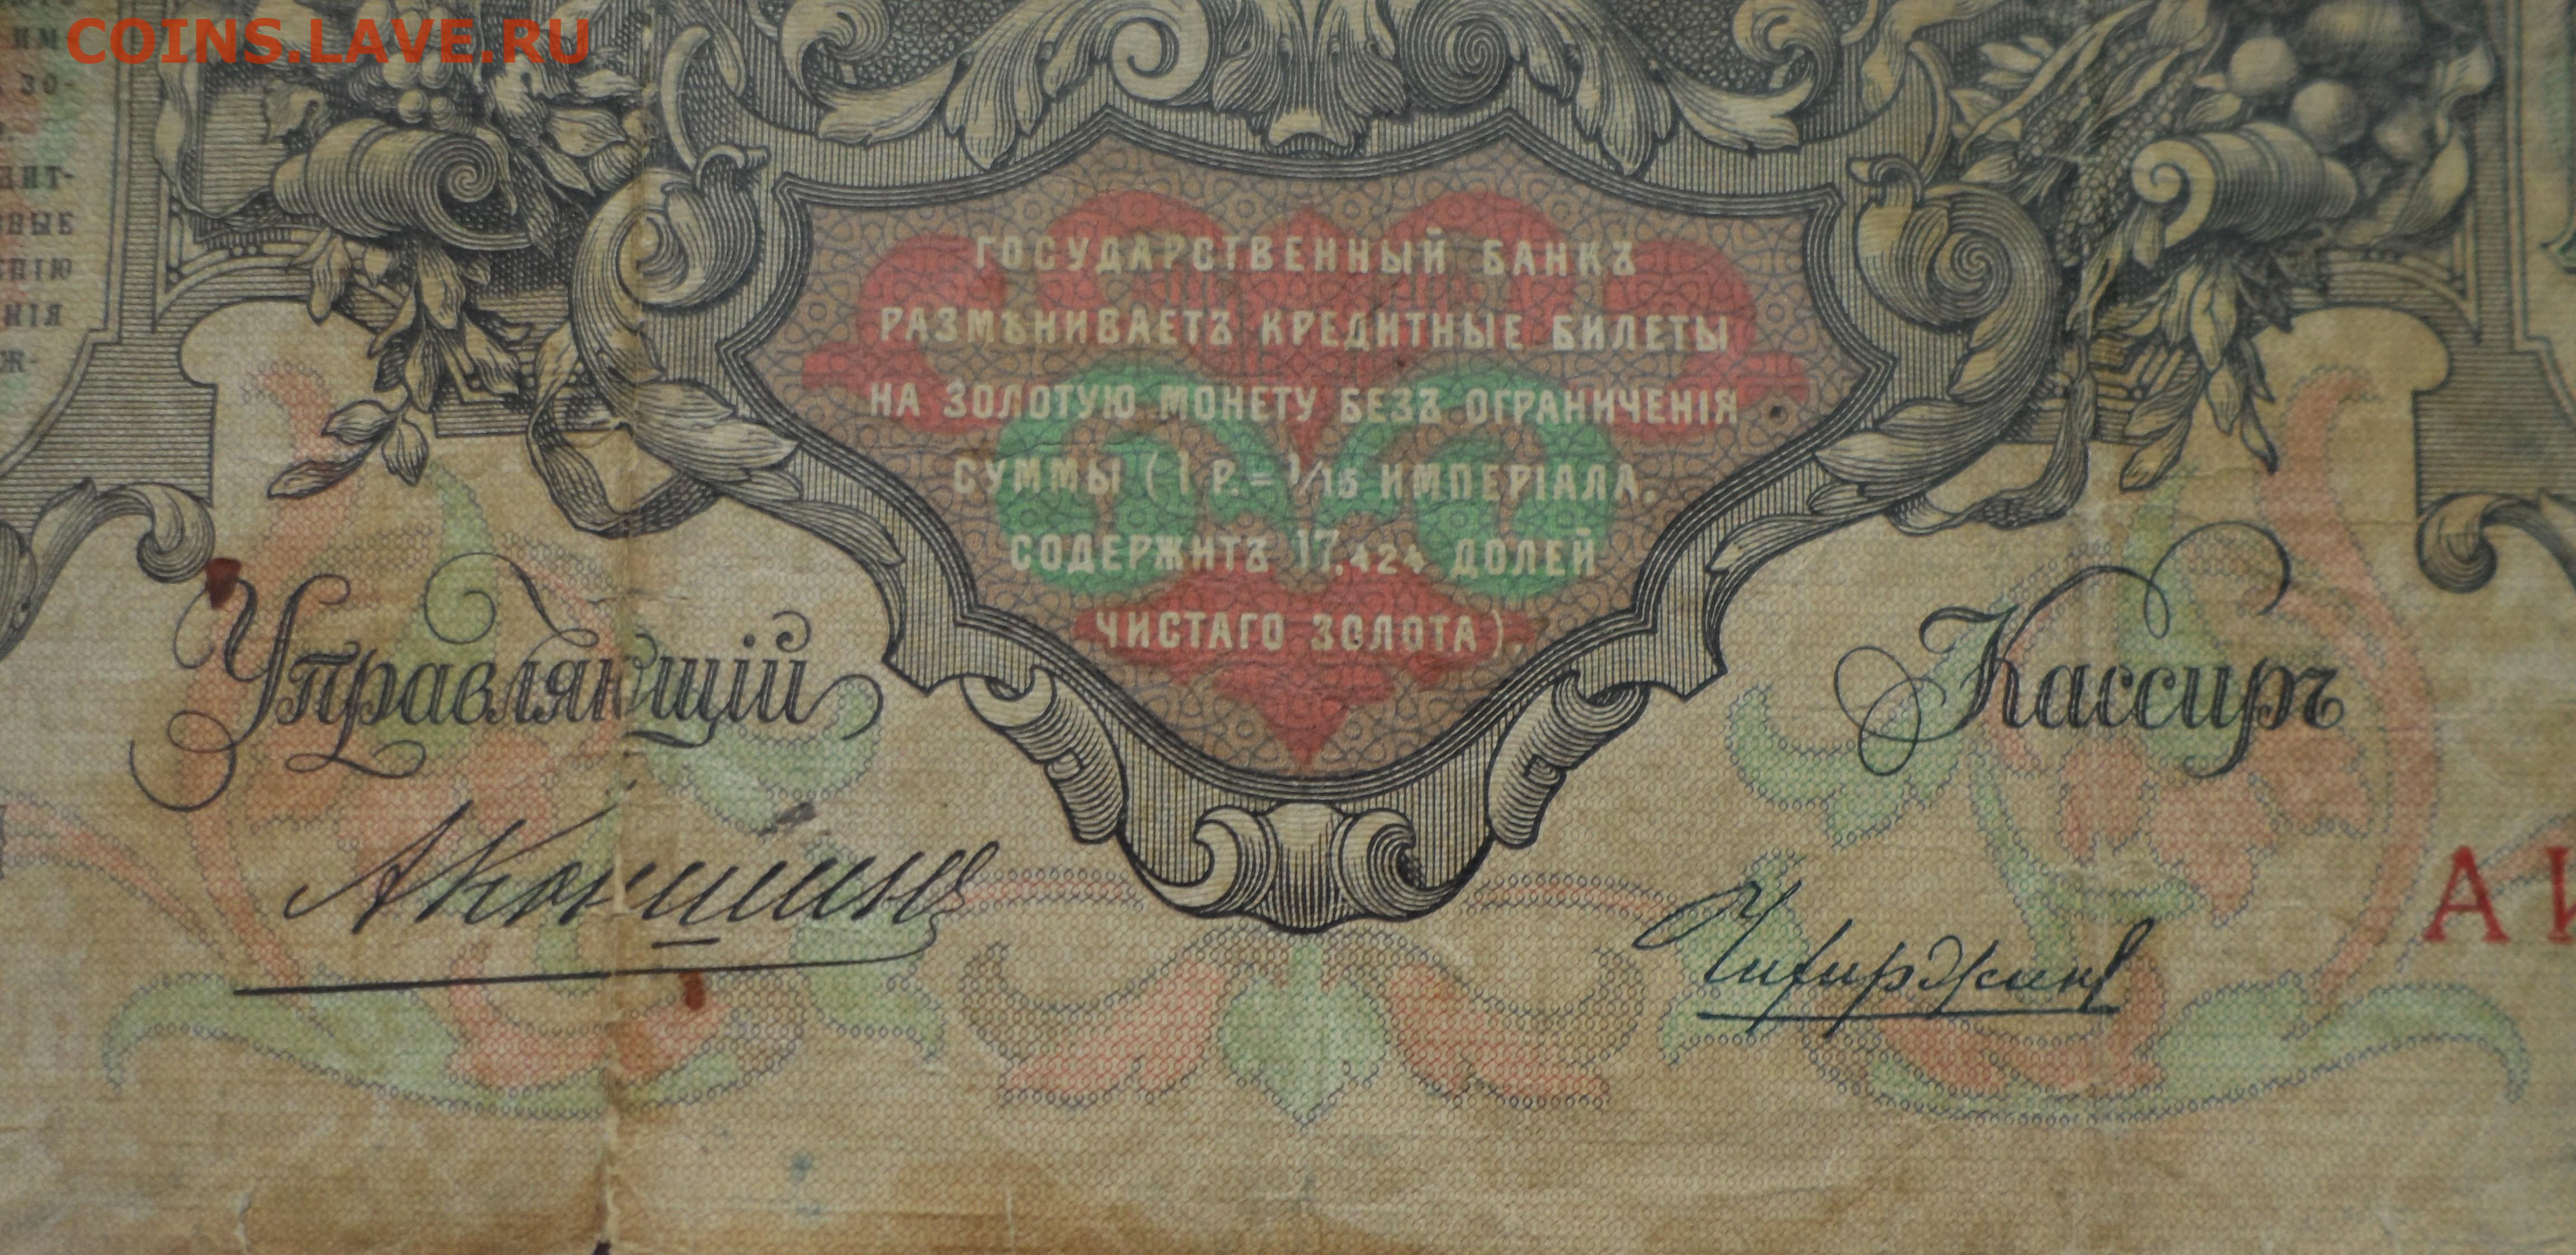 COINS.LAVE.RU
ГОСУДАРСТВЕННЫЙ БАНКЪ
РАЗМѢНИВАЕТЪ КРЕДИТНЫЕ БИЛЕТЫ
НА ЗОЛОТУЮ МОНЕТУ БЕЗЪ ОГРАНИЧЕНІЯ
СУММЫ (1 Р.=1/15 ИМПЕРІАЛА,
СОДЕРЖИТЪ 17,424 ДОЛЕЙ
ЧИСТАГО ЗОЛОТА).
Управляющій
Кассиръ
АКоншинъ